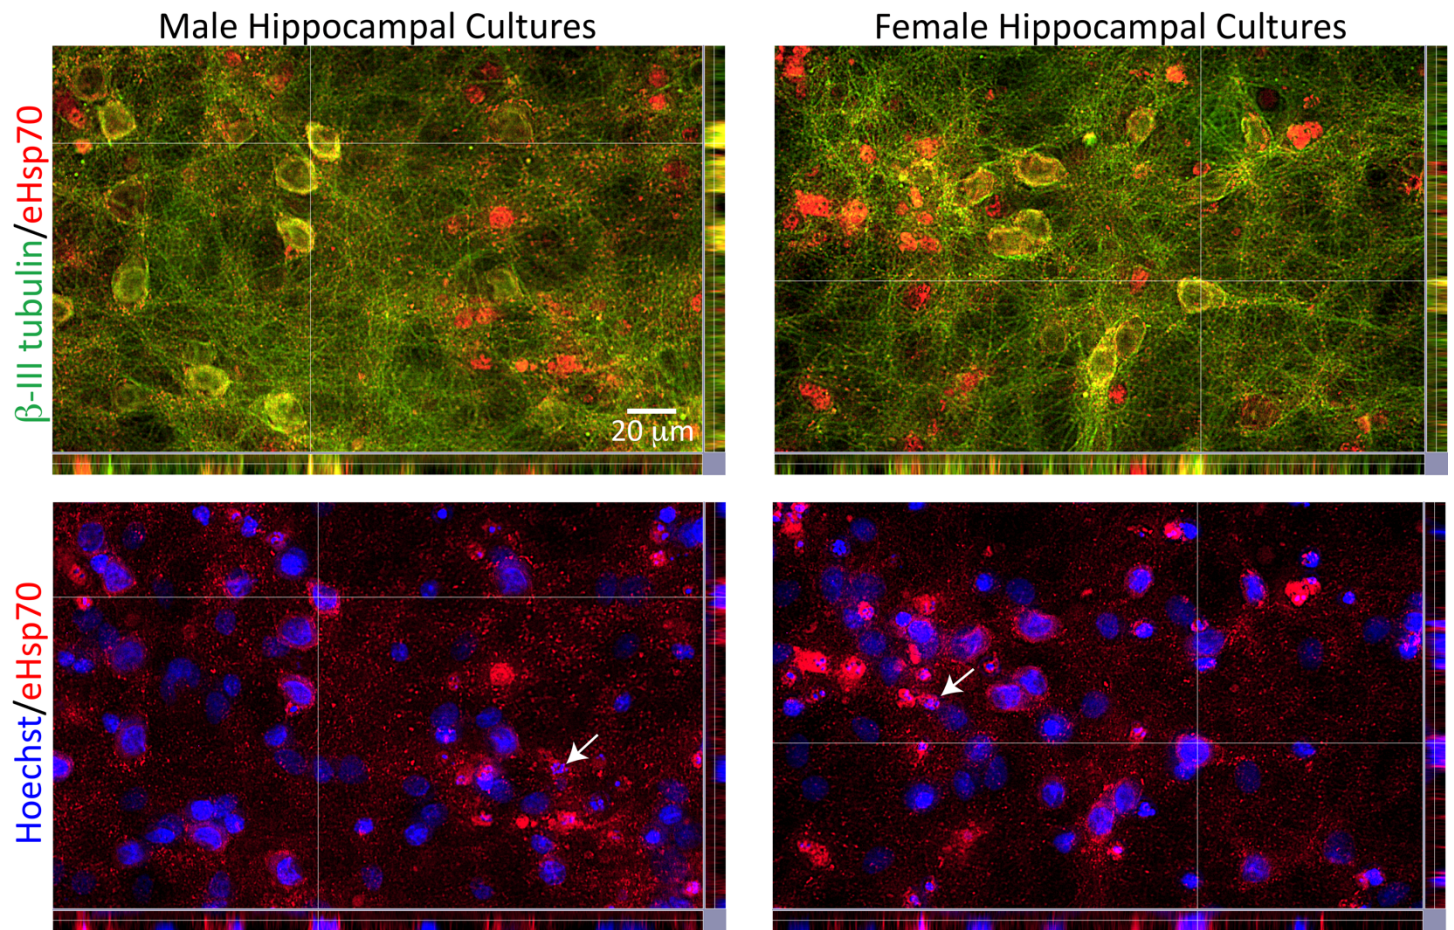 Male Hippocampal Cultures
Female Hippocampal Cultures
β-III tubulin/eHsp70
20 μm
Hoechst/eHsp70